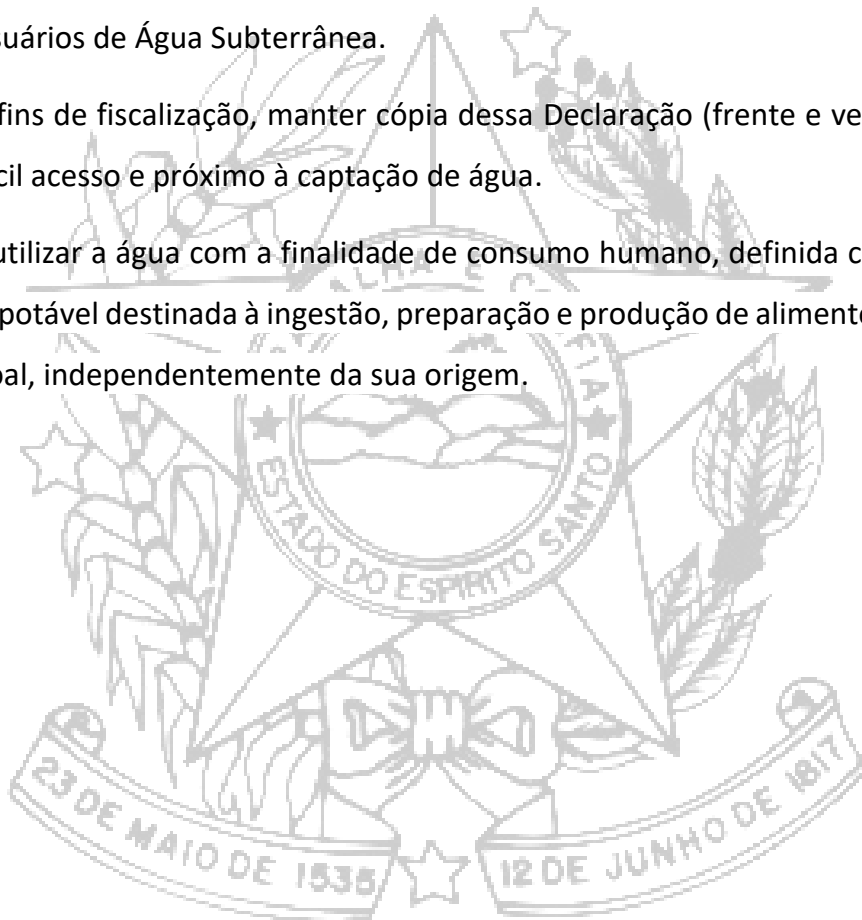 suários de Água Subterrânea.
fins de fiscalização, manter cópia dessa Declaração (frente e ve
cil acesso e próximo à captação de água.
utilizar a água com a finalidade de consumo humano, definida c
potável destinada à ingestão, preparação e produção de aliment
oal, independentemente da sua origem.
ESTADO DO ESPIRITO SANTO
23 DE MAIO DE 1535
12 DE JUNHO DE 1817